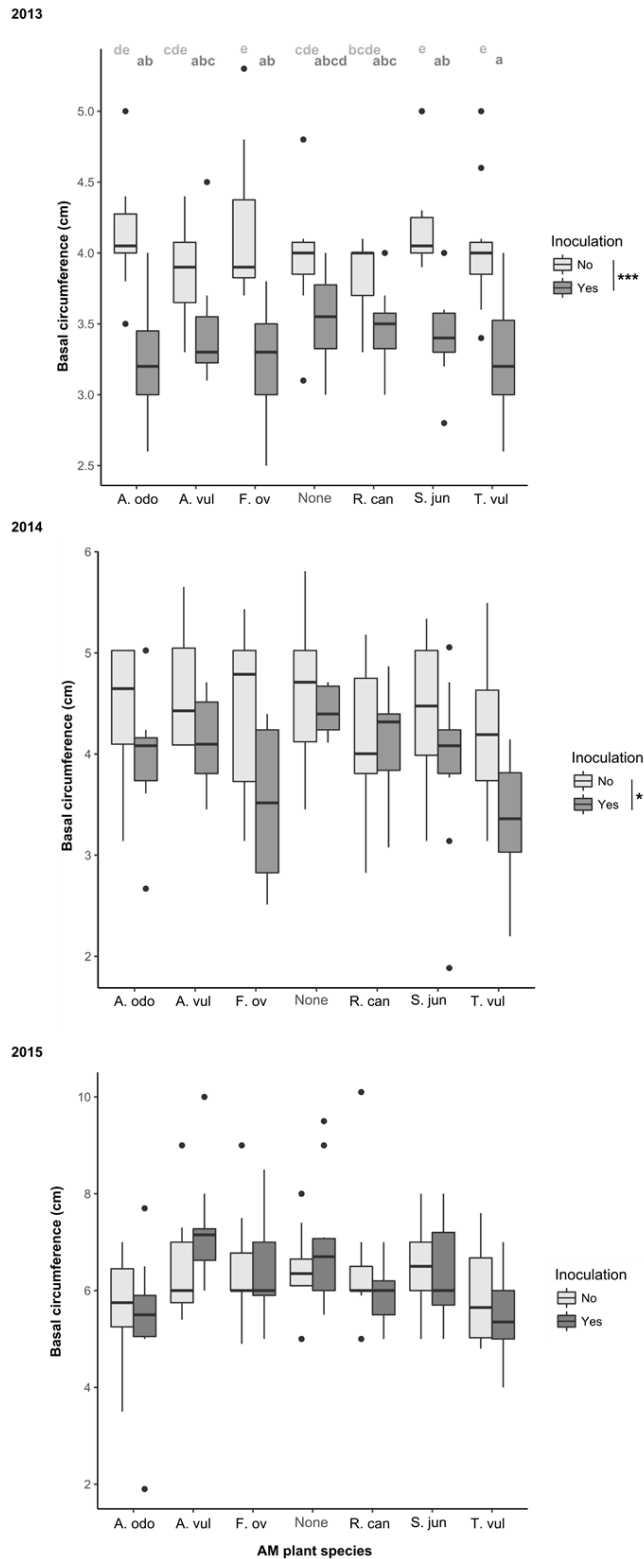 2013
de cde e cde bcde e e
ab abc ab abcd abc ab a
5.0
4.5
4.0
3.5
3.0
2.5
Basal circumference (cm)
A. odo A. vul F. ov None R. can S. jun T. vul
Inoculation
No
Yes
***
2014
6
5
4
3
2
Basal circumference (cm)
A. odo A. vul F. ov None R. can S. jun T. vul
Inoculation
No
Yes
*
2015
10
8
6
4
2
Basal circumference (cm)
A. odo A. vul F. ov None R. can S. jun T. vul
Inoculation
No
Yes
AM plant species